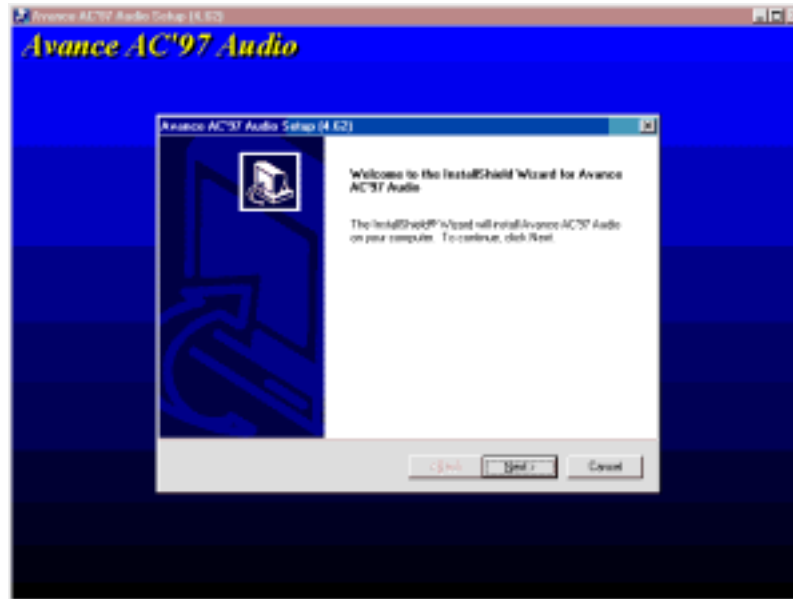 Avance AC'97 Audio Setup (4.62)
Avance AC'97 Audio
Avance AC'97 Audio Setup (4.62)
Welcome to the InstallShield Wizard for Avance
AC'97 Audio
The InstallShield® Wizard will install Avance AC'97 Audio
on your computer. To continue, click Next.
< Back
Next >
Cancel